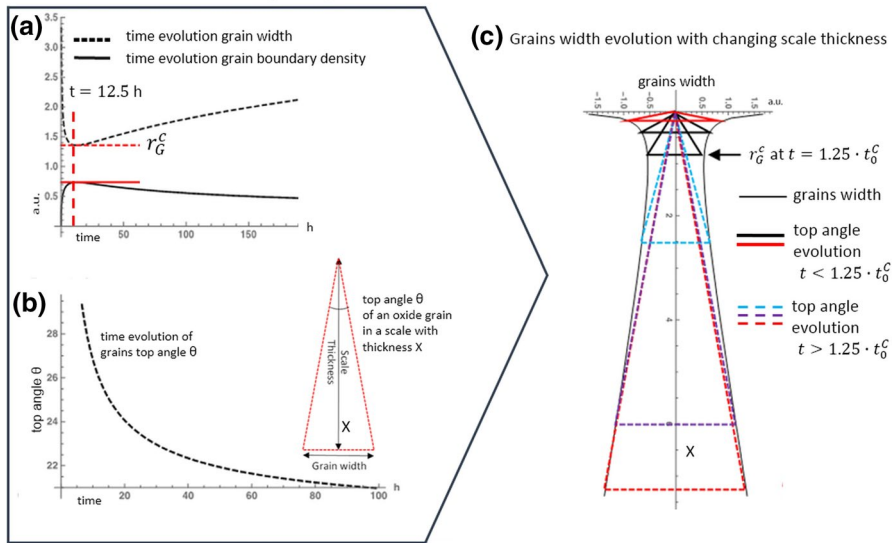 (a)
3.5
3.0
2.5
2.0
1.5
1.0
0.5
a.u.
time evolution grain width
time evolution grain boundary density
t = 12.5 h
r_G^c
time
50
100
150
h
(b)
28
26
24
22
top angle θ
time evolution of
grains top angle θ
time
20
40
60
80
100
h
top angle θ
of an oxide grain
in a scale with
thickness X
Scale
Thickness
X
Grain width
(c) Grains width evolution with changing scale thickness
grains width
-1.5
-1.0
-0.5
0.5
1.0
1.5
a.u.
r_G^c at t = 1.25 · t_0^C
2
4
6
X
grains width
top angle
evolution
t < 1.25 · t_0^C
top angle
evolution
t > 1.25 · t_0^C